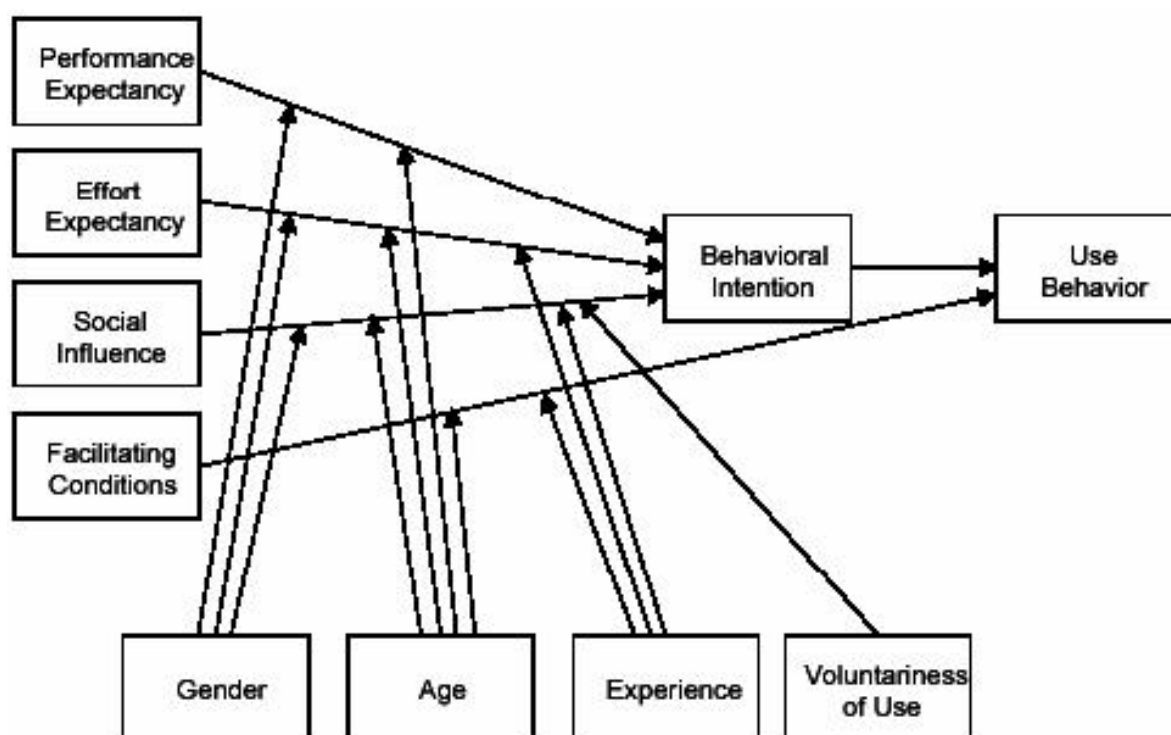 Performance
Expectancy
Effort
Expectancy
Social
Influence
Facilitating
Conditions
Behavioral
Intention
Use
Behavior
Gender
Age
Experience
Voluntariness
of Use